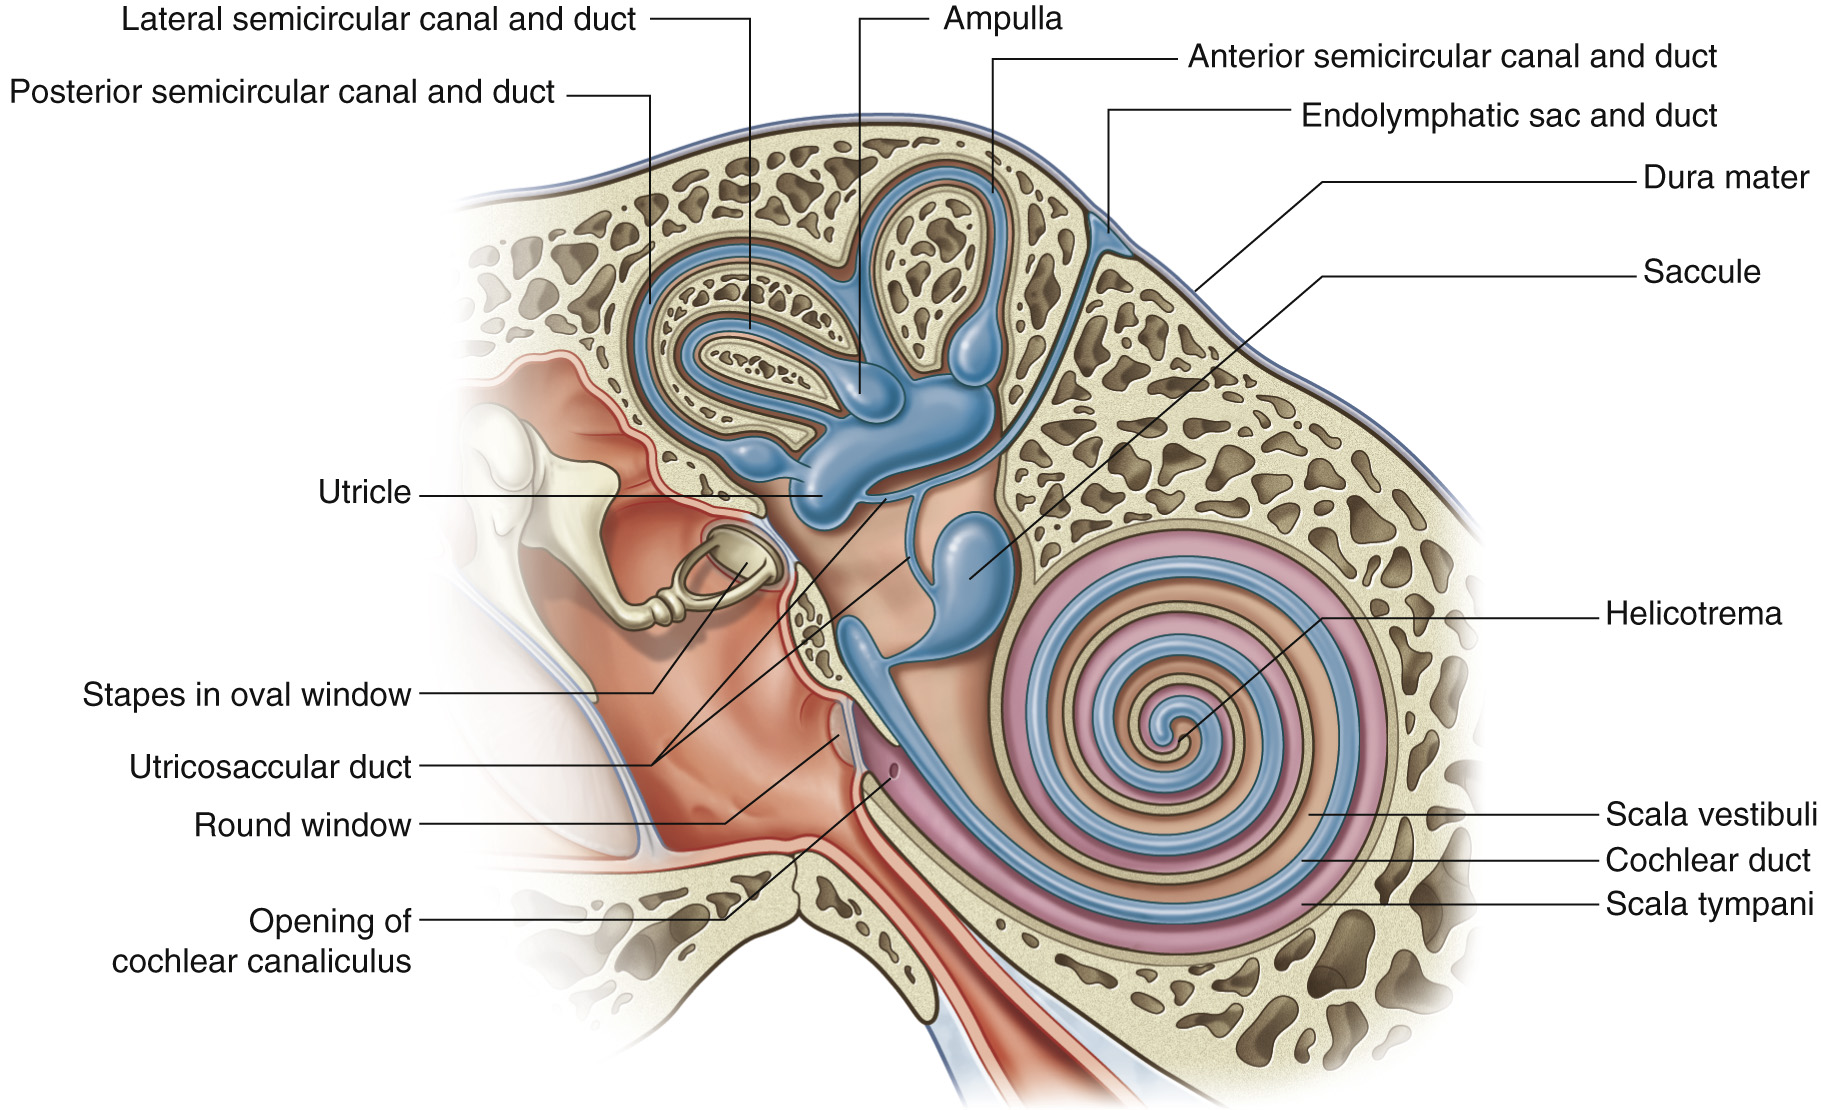 Lateral semicircular canal and duct
Ampulla
Anterior semicircular canal and duct
Posterior semicircular canal and duct
Endolymphatic sac and duct
Dura mater
Saccule
Utricle
Helicotrema
Stapes in oval window
Utricosaccular duct
Round window
Scala vestibuli
Cochlear duct
Scala tympani
Opening of
cochlear canaliculus